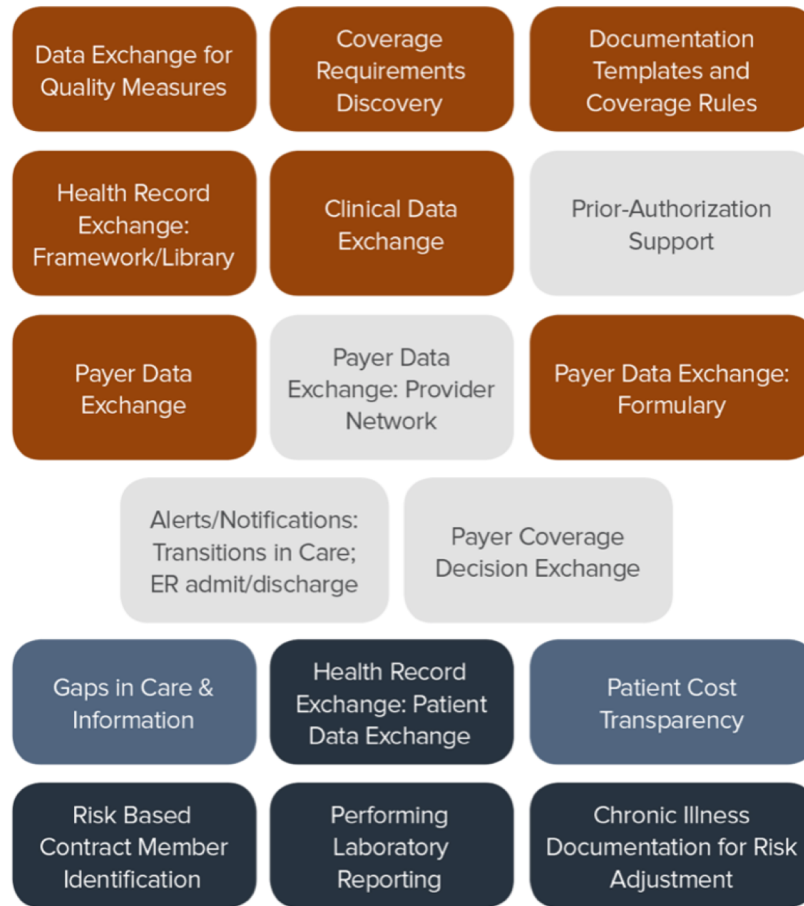 Data Exchange for
Quality Measures
Coverage
Requirements
Discovery
Documentation
Templates and
Coverage Rules
Health Record
Exchange:
Framework/Library
Clinical Data
Exchange
Prior-Authorization
Support
Payer Data
Exchange
Payer Data
Exchange: Provider
Network
Payer Data Exchange:
Formulary
Alerts/Notifications:
Transitions in Care;
ER admit/discharge
Payer Coverage
Decision Exchange
Gaps in Care &
Information
Health Record
Exchange: Patient
Data Exchange
Patient Cost
Transparency
Risk Based
Contract Member
Identification
Performing
Laboratory
Reporting
Chronic Illness
Documentation for Risk
Adjustment